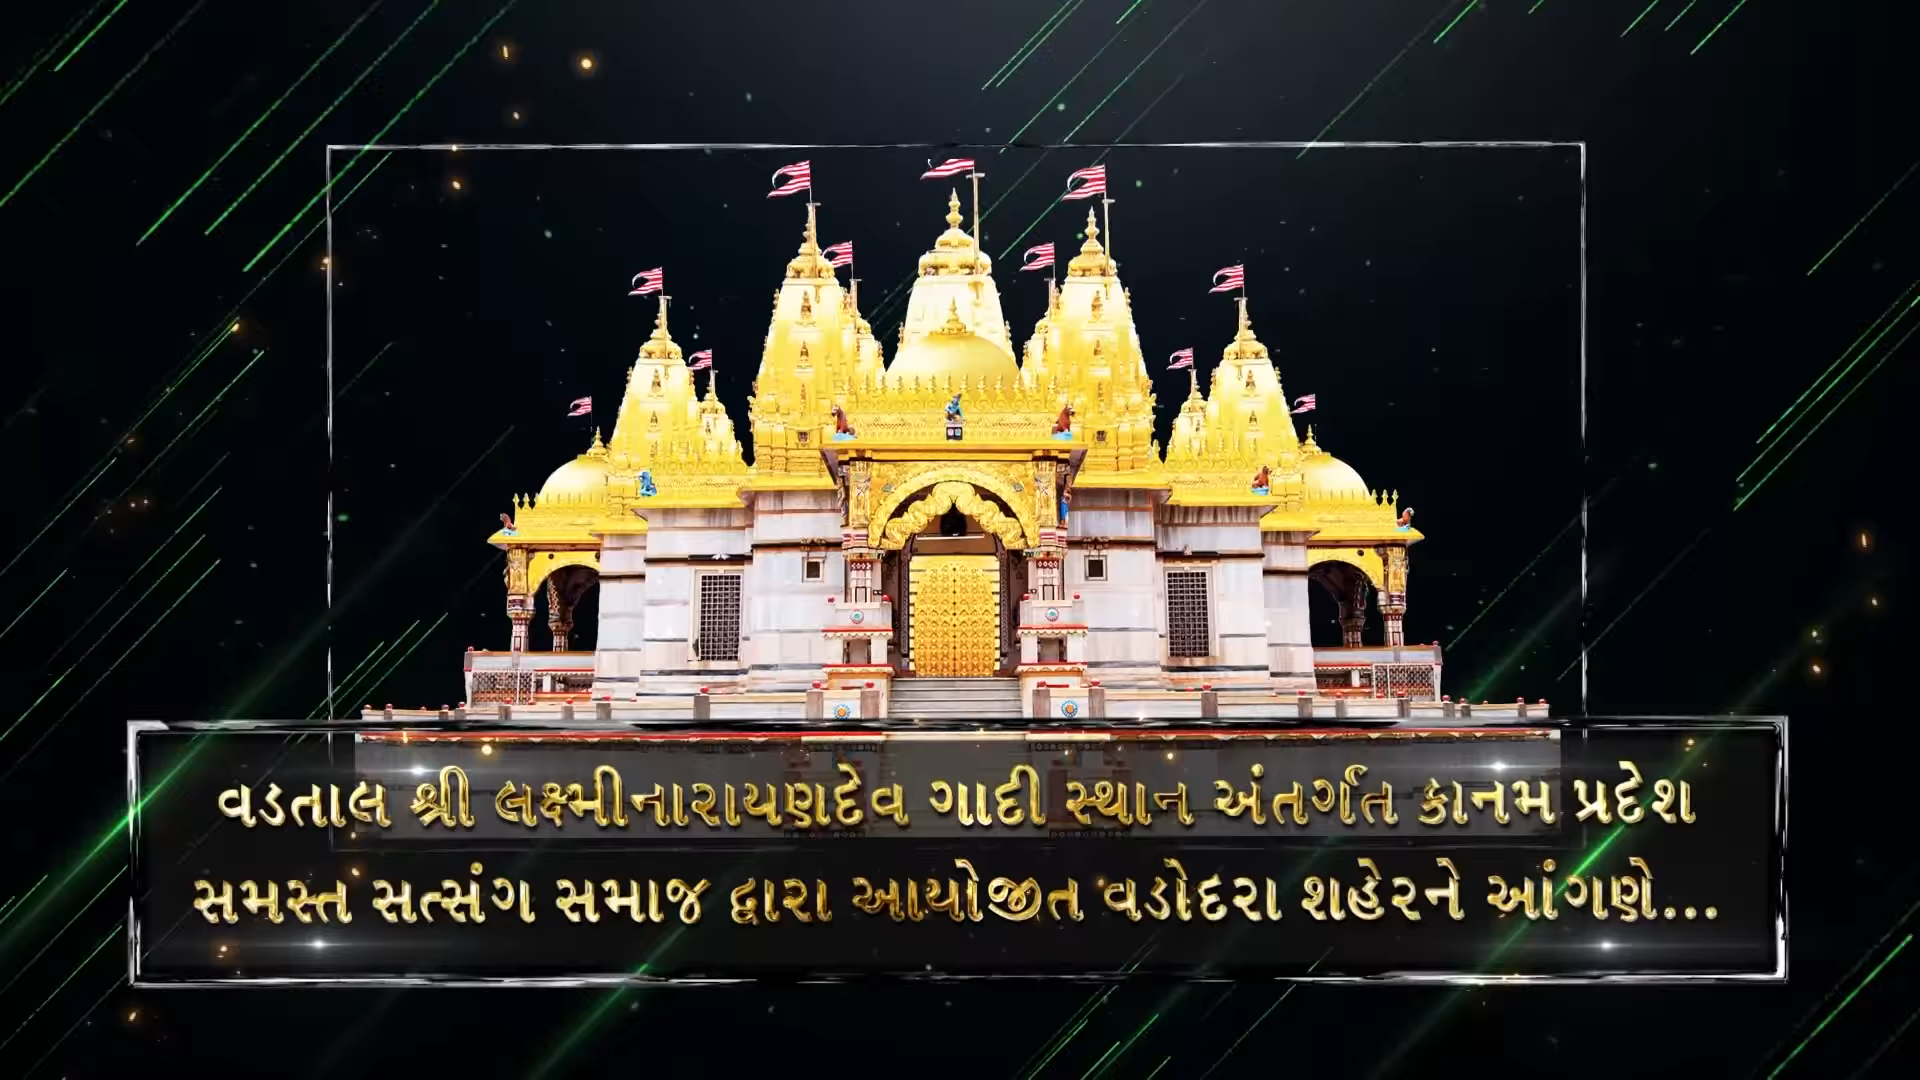 વડતાલ શ્રી લક્ષ્મીનારાયણદેવ ગાદી સ્થાન અંતર્ગત કાનમ પ્રદેશ
સમસ્ત સત્સંગ સમાજ દ્વારા આયોજીત વડોદરા શહેરને આંગણે...